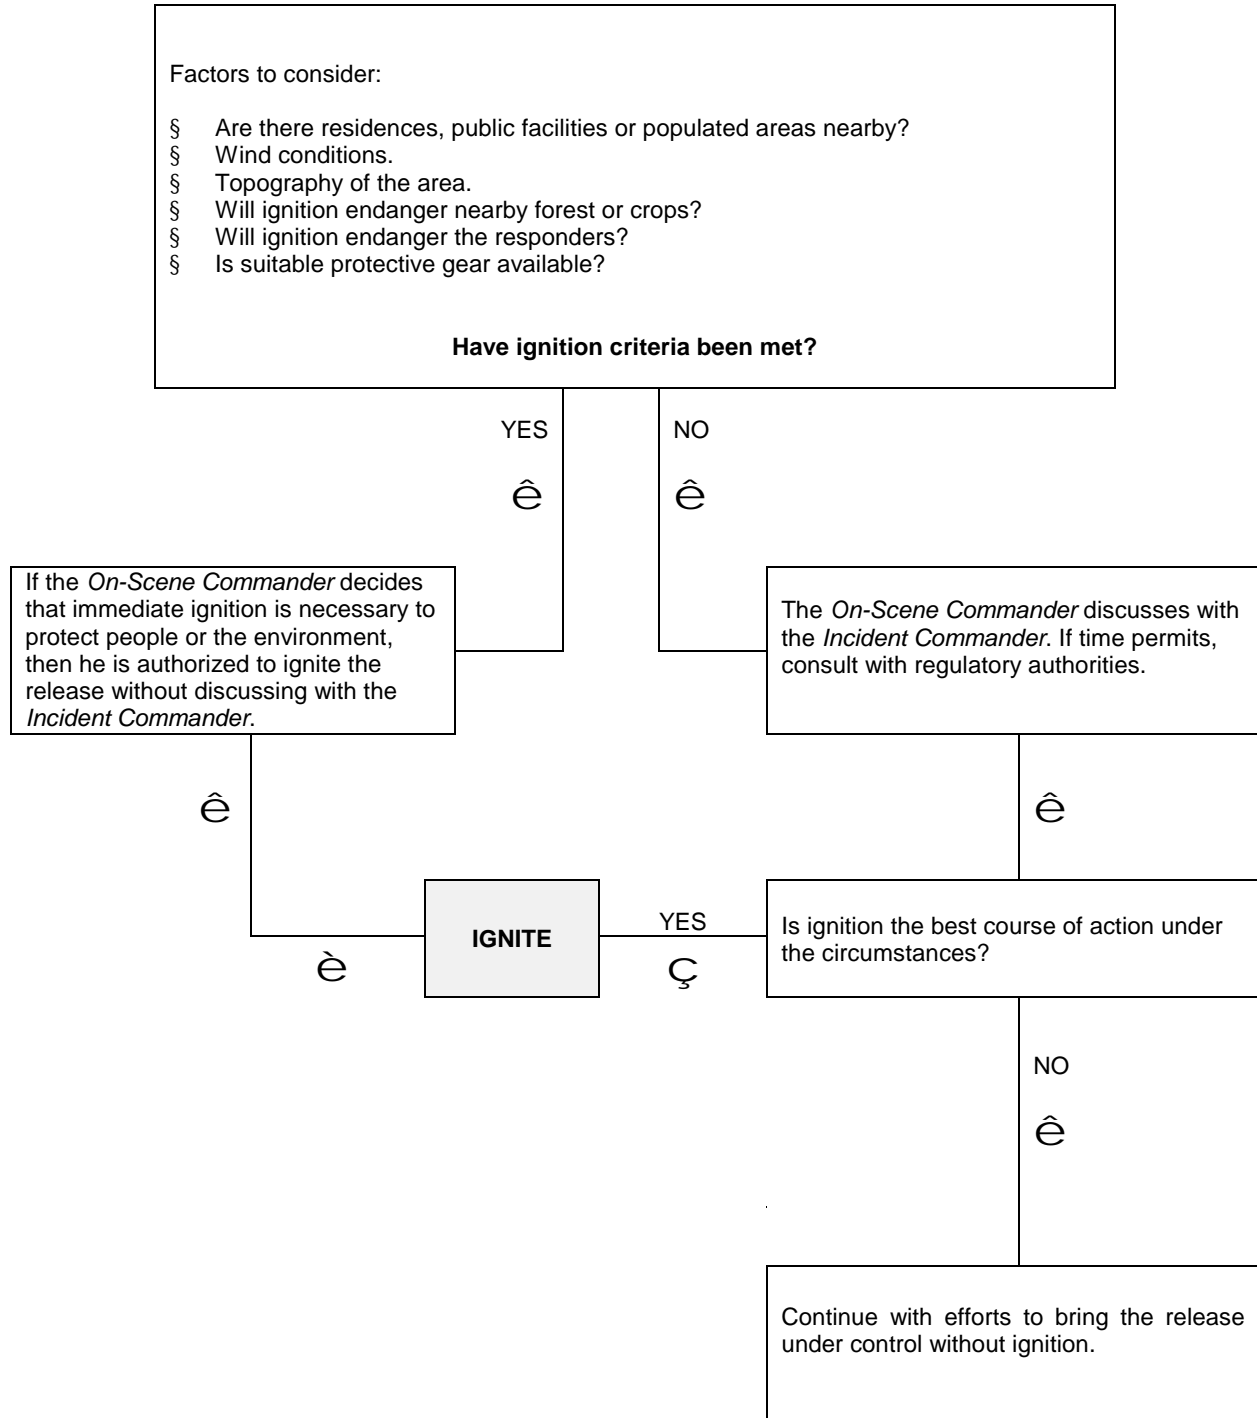 Factors to consider:
§ Are there residences, public facilities or populated areas nearby?
§ Wind conditions.
§ Topography of the area.
§ Will ignition endanger nearby forest or crops?
§ Will ignition endanger the responders?
§ Is suitable protective gear available?
Have ignition criteria been met?
YES
NO
ê
ê
If the On-Scene Commander decides
that immediate ignition is necessary to
protect people or the environment,
then he is authorized to ignite the
release without discussing with the
Incident Commander.
The On-Scene Commander discusses with
the Incident Commander. If time permits,
consult with regulatory authorities.
ê
ê
IGNITE
YES
Is ignition the best course of action under
the circumstances?
è
ç
NO
ê
Continue with efforts to bring the release
under control without ignition.